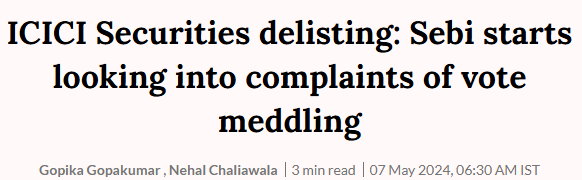 ICICI Securities delisting: Sebi starts
looking into complaints of vote
meddling
Gopika Gopakumar , Nehal Chaliawala | 3 min read | 07 May 2024, 06:30 AM IST